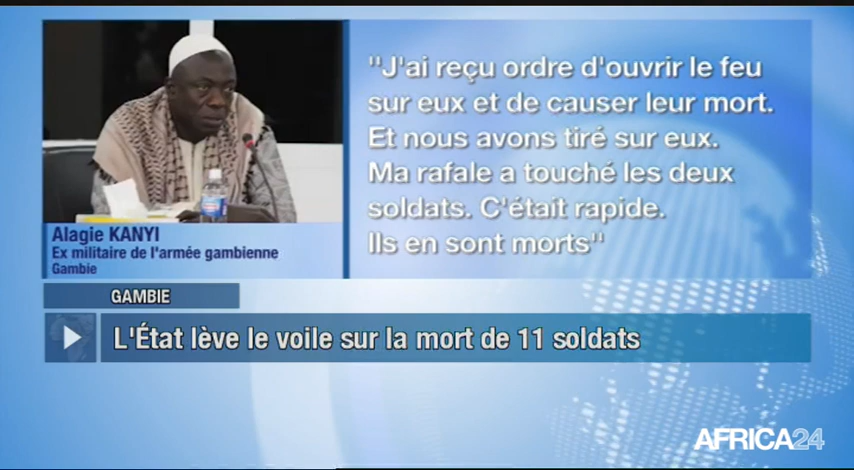 "J'ai reçu ordre d'ouvrir le feu
sur eux et de causer leur mort.
Et nous avons tiré sur eux.
Ma rafale a touché les deux
soldats. C'était rapide.
Ils en sont morts"
Alagie KANYI
Ex militaire de l'armée gambienne
Gambie
GAMBIE
L'État lève le voile sur la mort de 11 soldats
AFRICA24